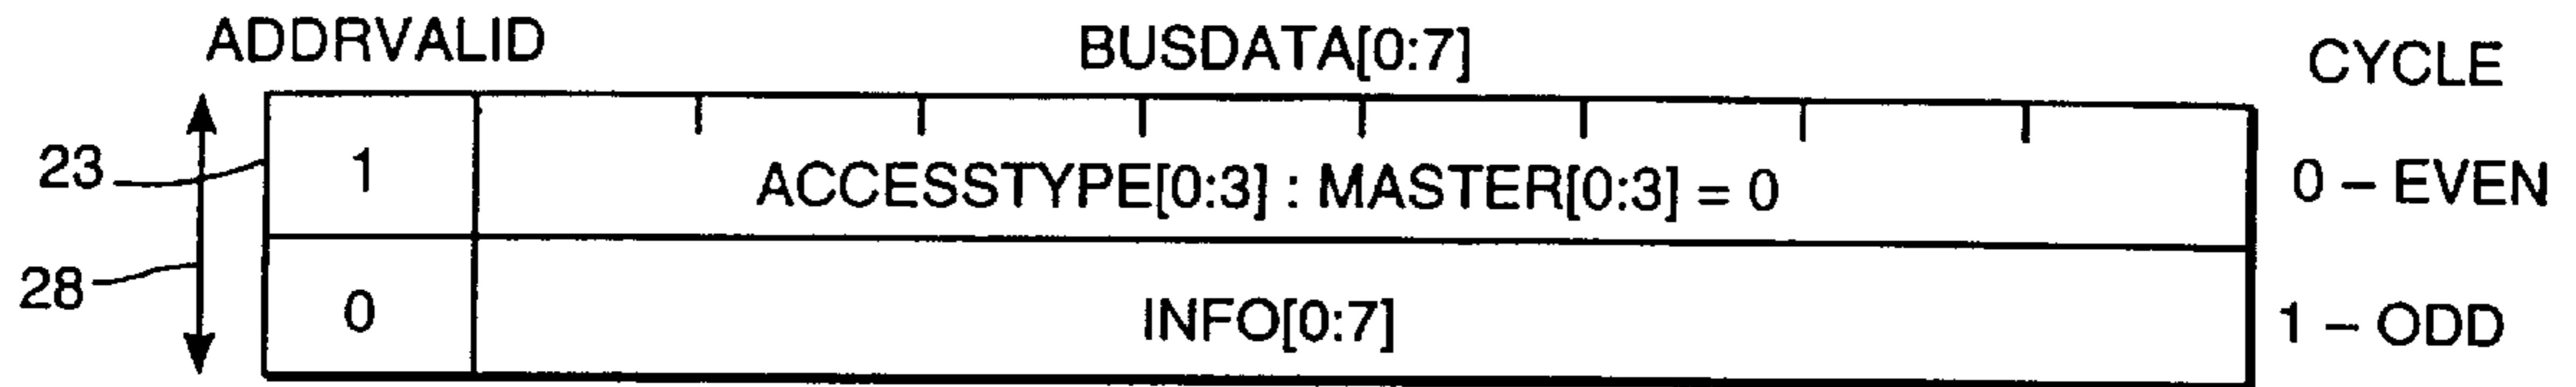 ADDRVALID BUSDATA[0:7] CYCLE
23 1 ACCESSTYPE[0:3] : MASTER[0:3] = 0 0 – EVEN
28 0 INFO[0:7] 1 – ODD